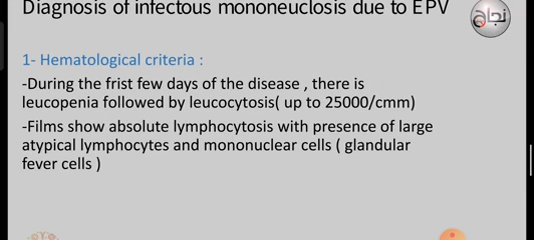 Diagnosis of infectous mononeuclosis due to EPV
نجاح
1- Hematological criteria :
-During the frist few days of the disease , there is
leucopenia followed by leucocytosis( up to 25000/cmm)
-Films show absolute lymphocytosis with presence of large
atypical lymphocytes and mononuclear cells ( glandular
fever cells )